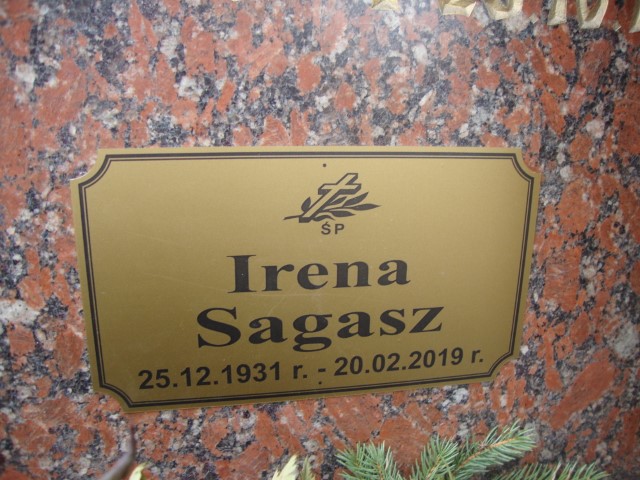 ŚP
Irena
Sagasz
25.12.1931 r. - 20.02.2019 r.